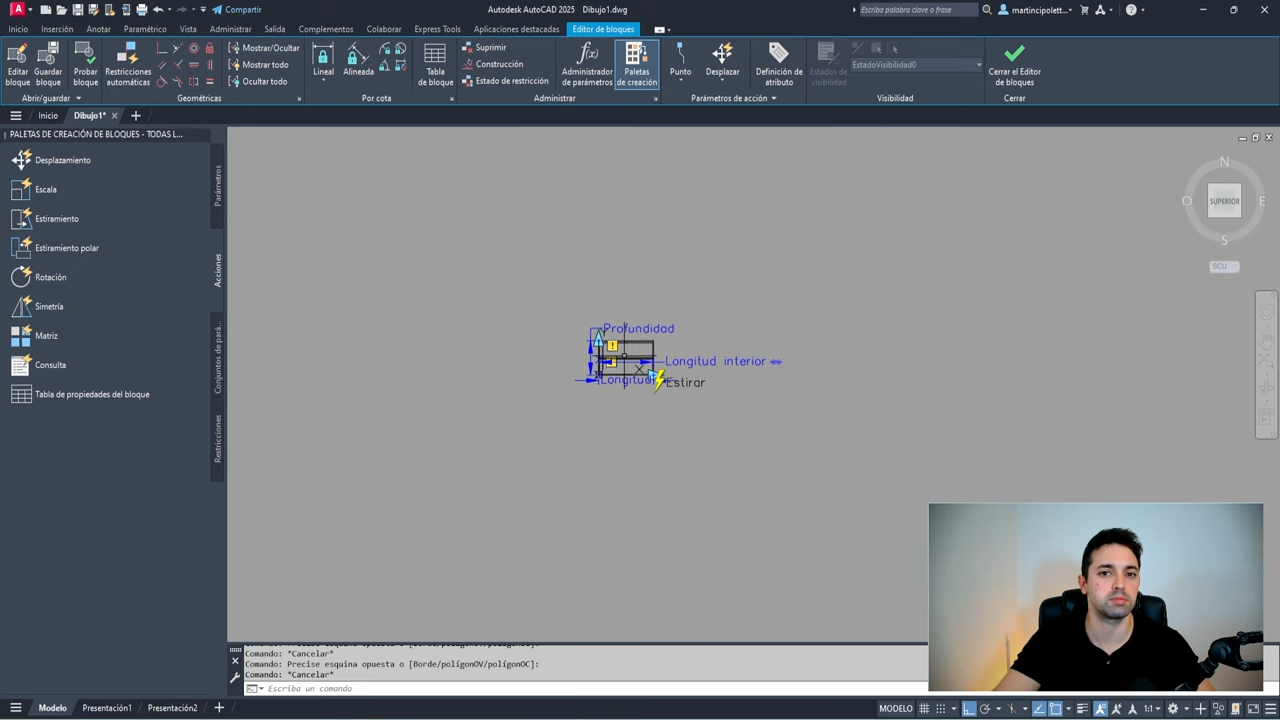 A
Compartir
Autodesk AutoCAD 2025 Dibujo1.dwg
Escriba palabra clave o frase
martincipolett...
?
Inicio Inserción Anotar Paramétrico Vista Administrar Salida Complementos Colaborar Express Tools Aplicaciones destacadas Editor de bloques
Editar bloque
Guardar bloque
Probar bloque
Abrir/guardar
Restricciones automáticas
Mostrar/Ocultar
Mostrar todo
Ocultar todo
Geométricas
Lineal
Alineada
Por cota
Tabla de bloque
Suprimir
Construcción
Estado de restricción
Administrar
f(x)
Administrador de parámetros
Paletas de creación
Punto
Desplazar
Definición de atributo
Parámetros de acción
Estados de visibilidad
EstadoVisibilidad0
Visibilidad
Cerrar el Editor de bloques
Cerrar
Inicio
Dibujo1*
PALETAS DE CREACIÓN DE BLOQUES - TODAS L...
Desplazamiento
Escala
Estiramiento
Estiramiento polar
Rotación
Simetría
Matriz
Consulta
Tabla de propiedades del bloque
Parámetros
Acciones
Conjuntos de pará...
Restricciones
N
O
SUPERIOR
E
S
SCU
Profundidad
!
Longitud interior
Longitud
Estirar
Comando: *Cancelar*
Comando: Precise esquina opuesta o [Borde/polígonOV/polígonOC]:
Comando: *Cancelar*
Escriba un comando
Modelo
Presentación1
Presentación2
MODELO
1:1